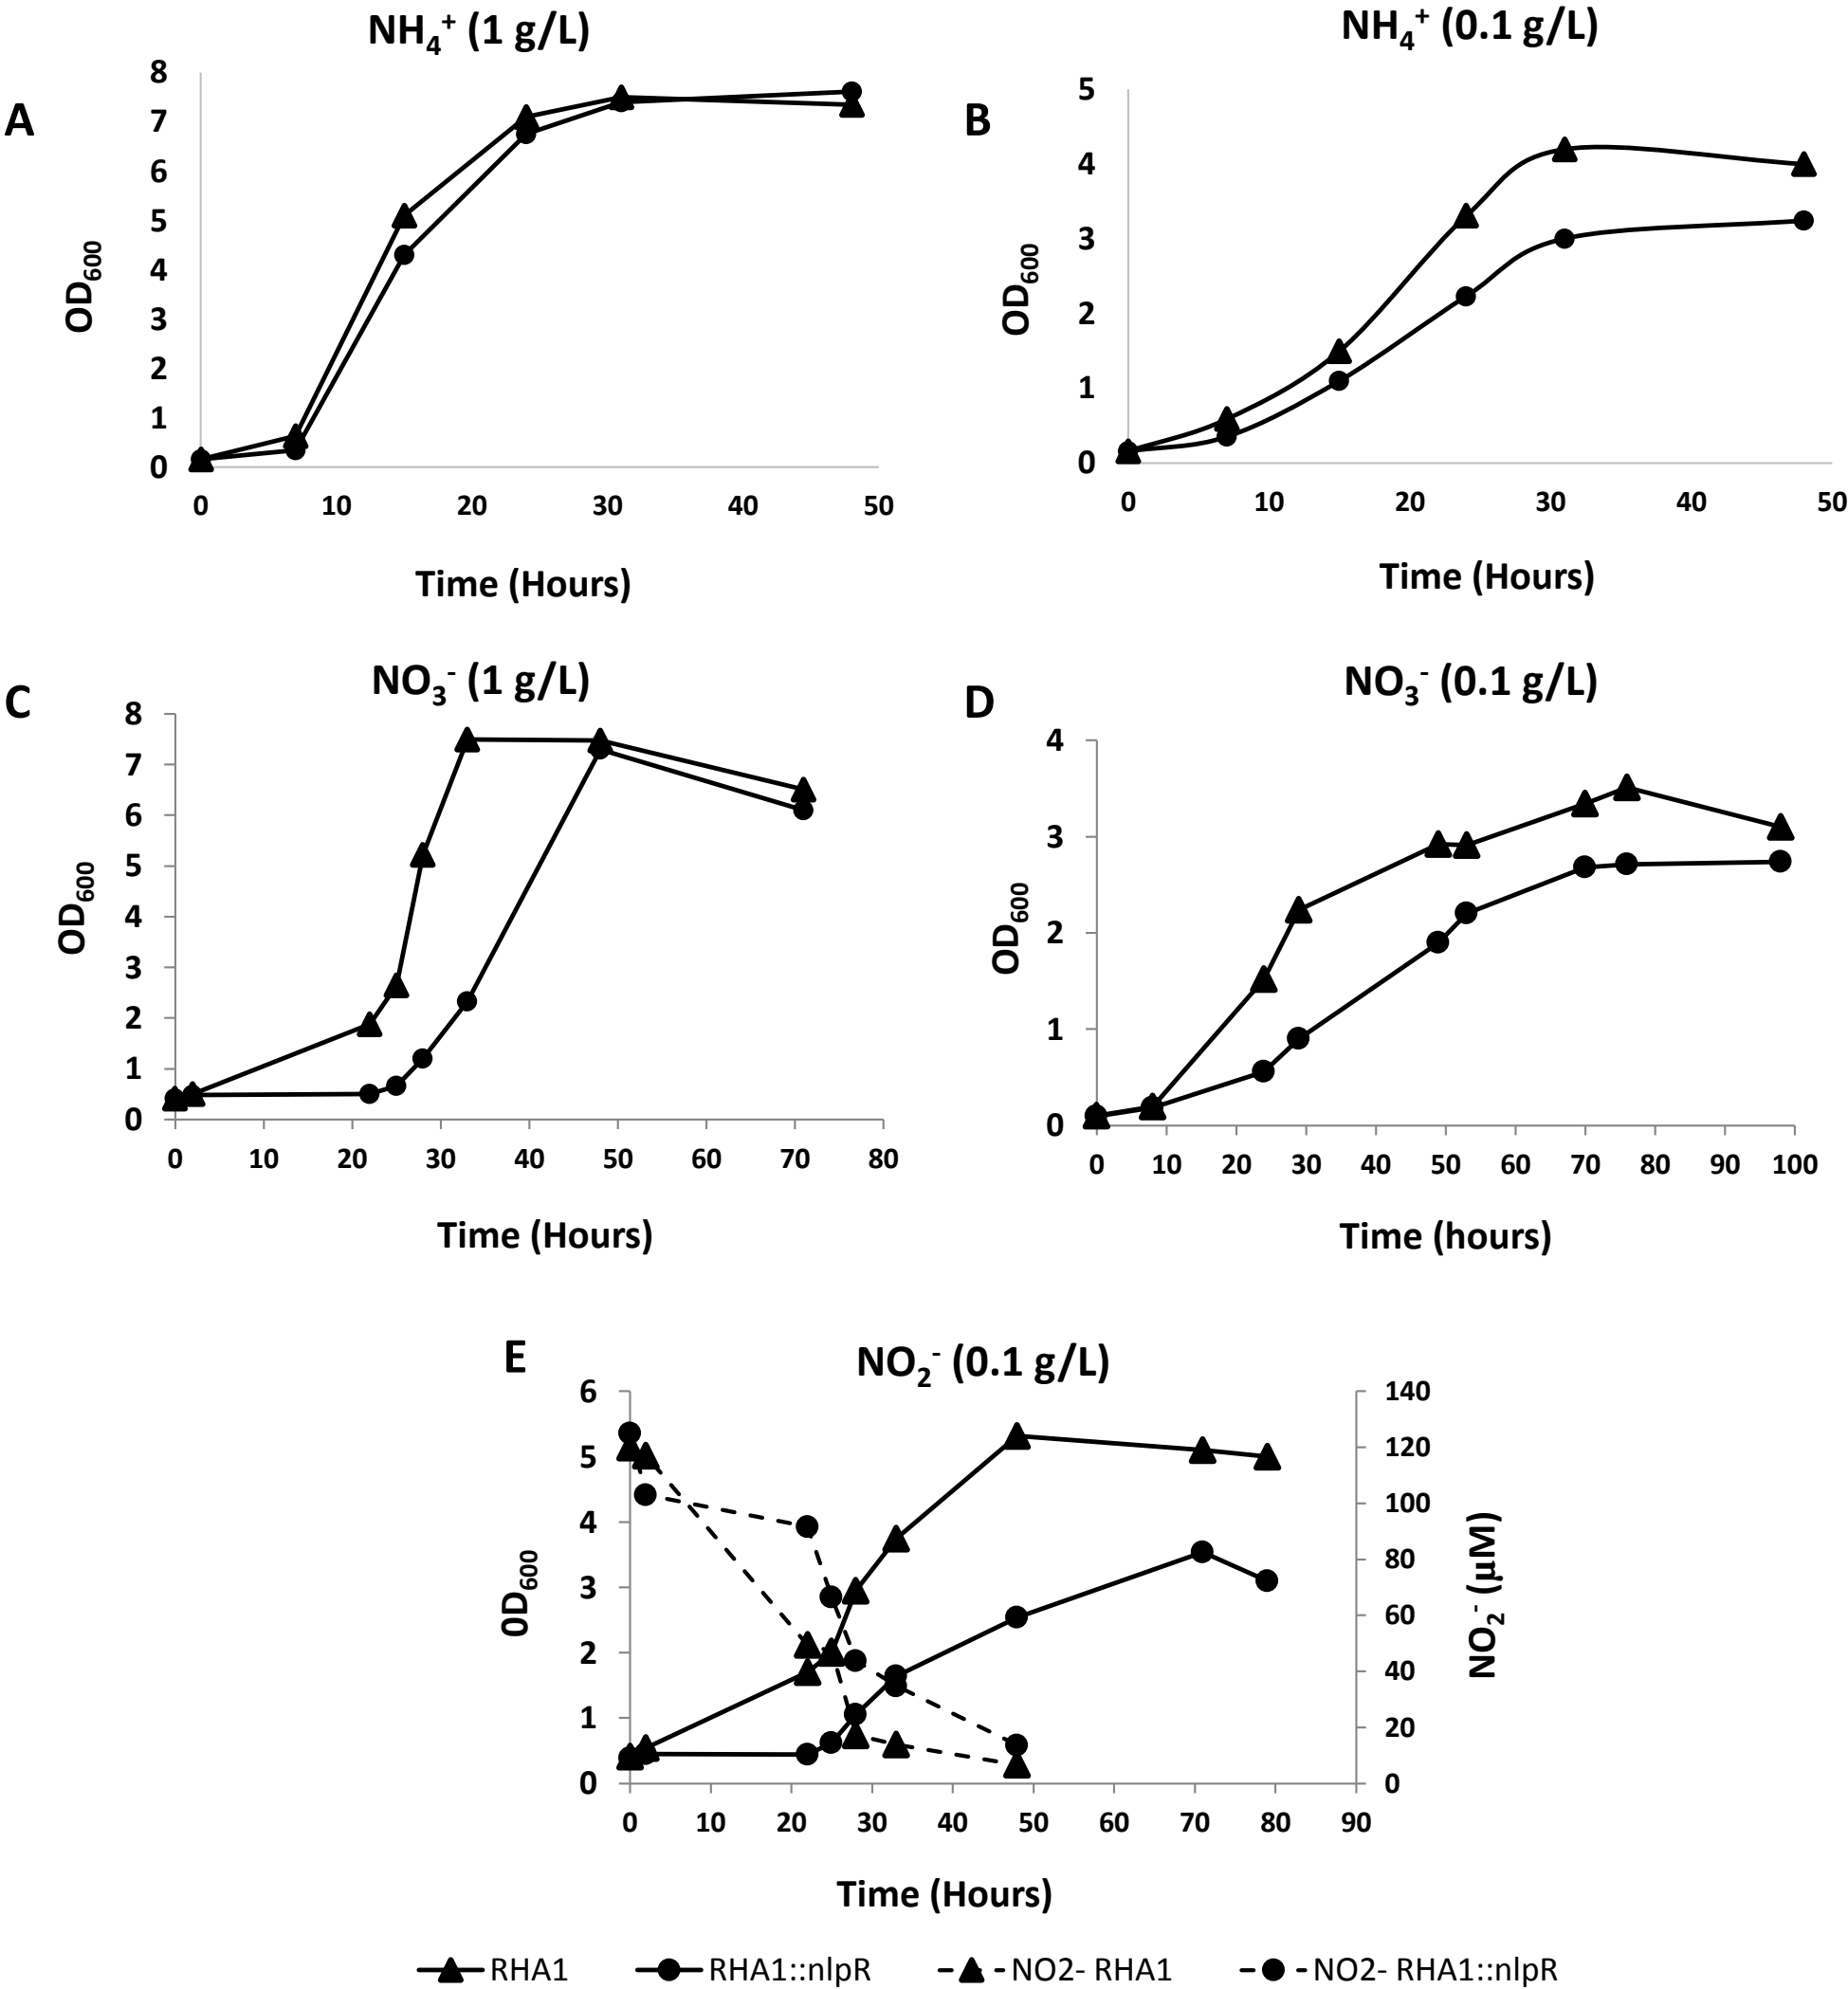 NH4+ (1 g/L)
A
8
7
6
5
4
3
2
1
0
OD600
0 10 20 30 40 50
Time (Hours)
NH4+ (0.1 g/L)
B
5
4
3
2
1
0
OD600
0 10 20 30 40 50
Time (Hours)
NO3- (1 g/L)
C
8
7
6
5
4
3
2
1
0
OD600
0 10 20 30 40 50 60 70 80
Time (Hours)
NO3- (0.1 g/L)
D
4
3
2
1
0
OD600
0 10 20 30 40 50 60 70 80 90 100
Time (hours)
E
NO2- (0.1 g/L)
6
5
4
3
2
1
0
0D600
140
120
100
80
60
40
20
0
NO2- (µM)
0 10 20 30 40 50 60 70 80 90
Time (Hours)
RHA1 RHA1::nlpR NO2- RHA1 NO2- RHA1::nlpR